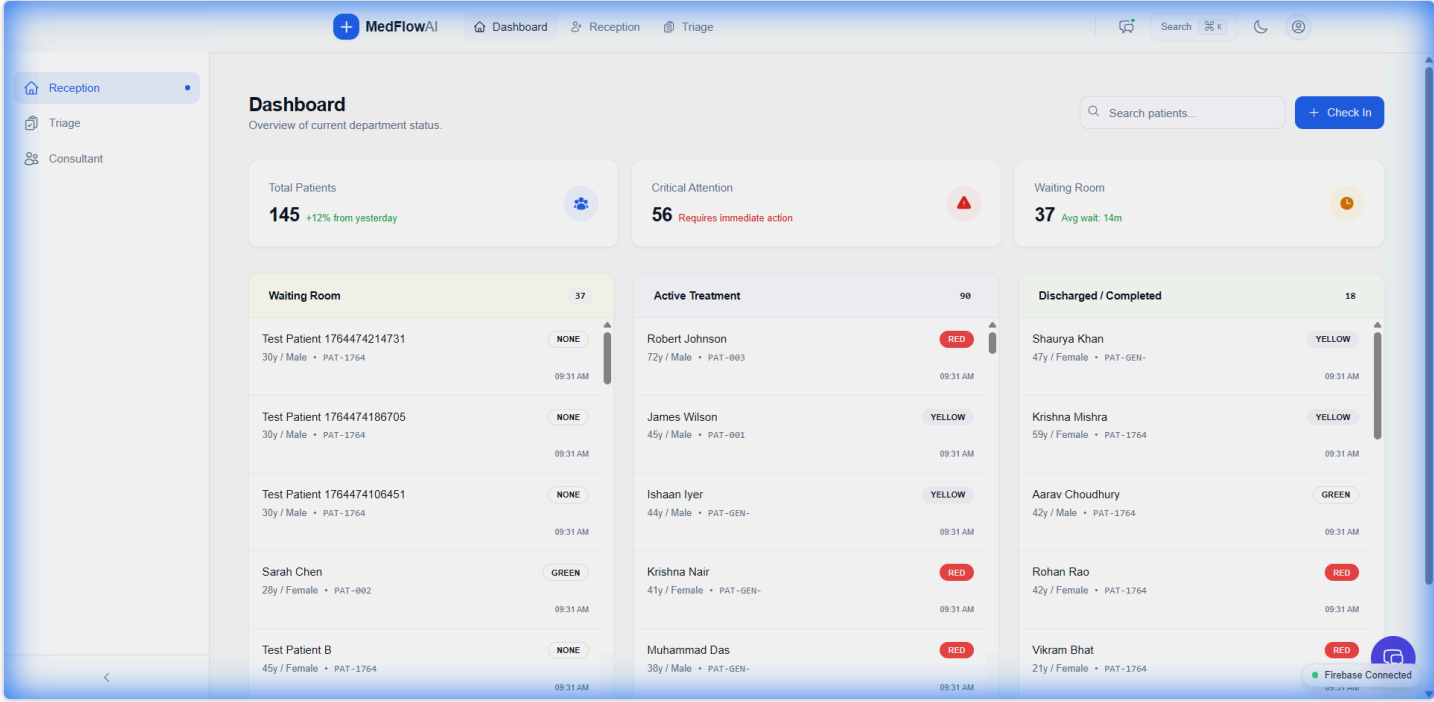 MedFlowAI
Dashboard
Reception
Triage
Search ⌘ K
Reception
Triage
Consultant
Dashboard
Overview of current department status.
Search patients...
+ Check In
Total Patients
145 +12% from yesterday
Critical Attention
56 Requires immediate action
Waiting Room
37 Avg wait: 14m
Waiting Room 37
Test Patient 1764474214731 NONE
30y / Male • PAT-1764
09:31 AM
Test Patient 1764474186705 NONE
30y / Male • PAT-1764
09:31 AM
Test Patient 1764474106451 NONE
30y / Male • PAT-1764
09:31 AM
Sarah Chen GREEN
28y / Female • PAT-002
09:31 AM
Test Patient B NONE
45y / Female • PAT-1764
09:31 AM
Active Treatment 90
Robert Johnson RED
72y / Male • PAT-003
09:31 AM
James Wilson YELLOW
45y / Male • PAT-001
09:31 AM
Ishaan Iyer YELLOW
44y / Male • PAT-GEN-
09:31 AM
Krishna Nair RED
41y / Female • PAT-GEN-
09:31 AM
Muhammad Das RED
38y / Male • PAT-GEN-
09:31 AM
Discharged / Completed 18
Shaurya Khan YELLOW
47y / Female • PAT-GEN-
09:31 AM
Krishna Mishra YELLOW
59y / Female • PAT-1764
09:31 AM
Aarav Choudhury GREEN
42y / Male • PAT-1764
09:31 AM
Rohan Rao RED
42y / Female • PAT-1764
09:31 AM
Vikram Bhat RED
21y / Female • PAT-1764
Firebase Connected